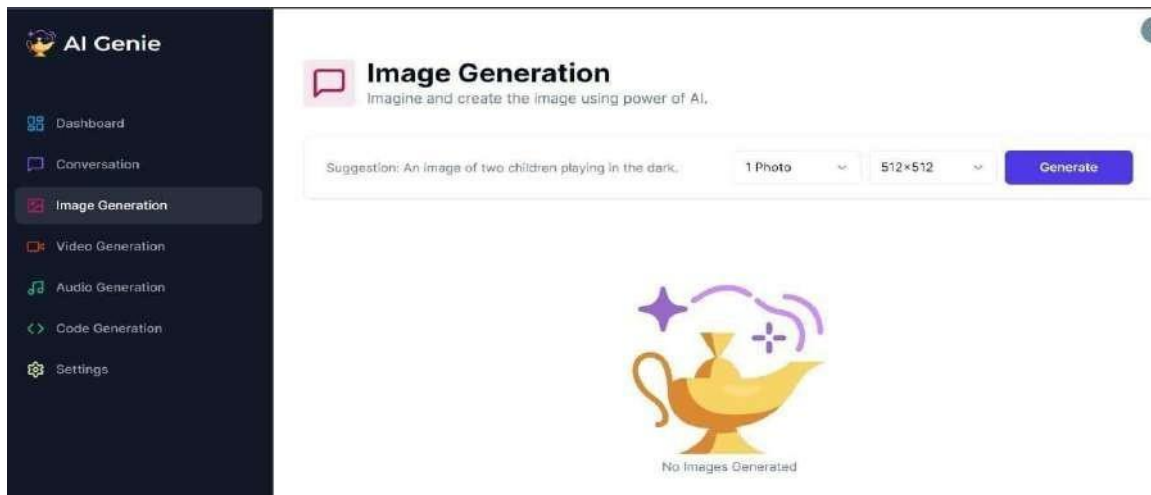 AI Genie
Dashboard
Conversation
Image Generation
Video Generation
Audio Generation
Code Generation
Settings
Image Generation
Imagine and create the image using power of AI.
Suggestion: An image of two children playing in the dark. 1 Photo 512×512 Generate
No Images Generated